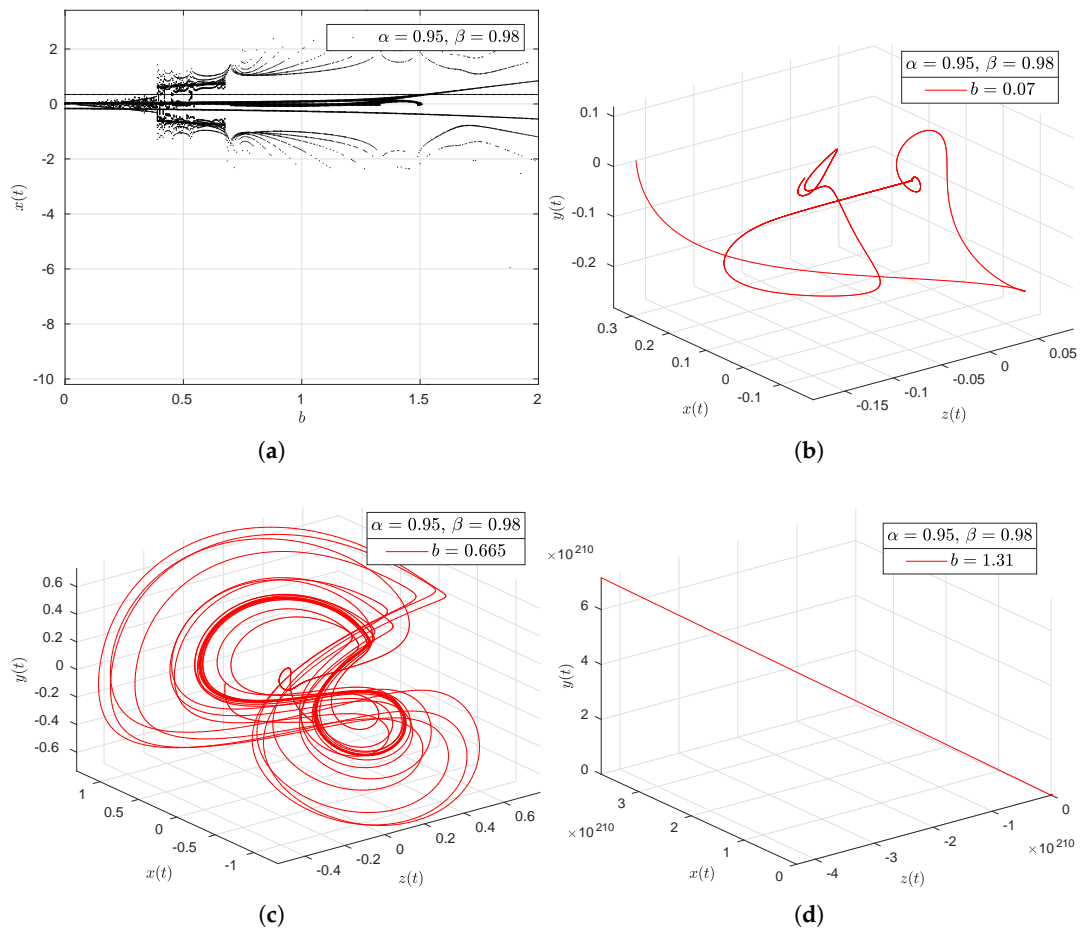 α = 0.95, β = 0.98
2
0
-2
-4
-6
-8
-10
x(t)
0
0.5
1
1.5
2
b
(a)
α = 0.95, β = 0.98
b = 0.07
0.1
0
-0.1
-0.2
y(t)
0.3
0.2
0.1
0
-0.1
x(t)
-0.15
-0.1
-0.05
0
0.05
z(t)
(b)
α = 0.95, β = 0.98
b = 0.665
0.6
0.4
0.2
0
-0.2
-0.4
-0.6
y(t)
1
0.5
0
-0.5
-1
x(t)
-0.4
-0.2
0
0.2
0.4
0.6
z(t)
(c)
×10^210
α = 0.95, β = 0.98
b = 1.31
6
4
2
0
y(t)
3
2
1
0
×10^210
x(t)
-4
-3
-2
-1
0
×10^210
z(t)
(d)